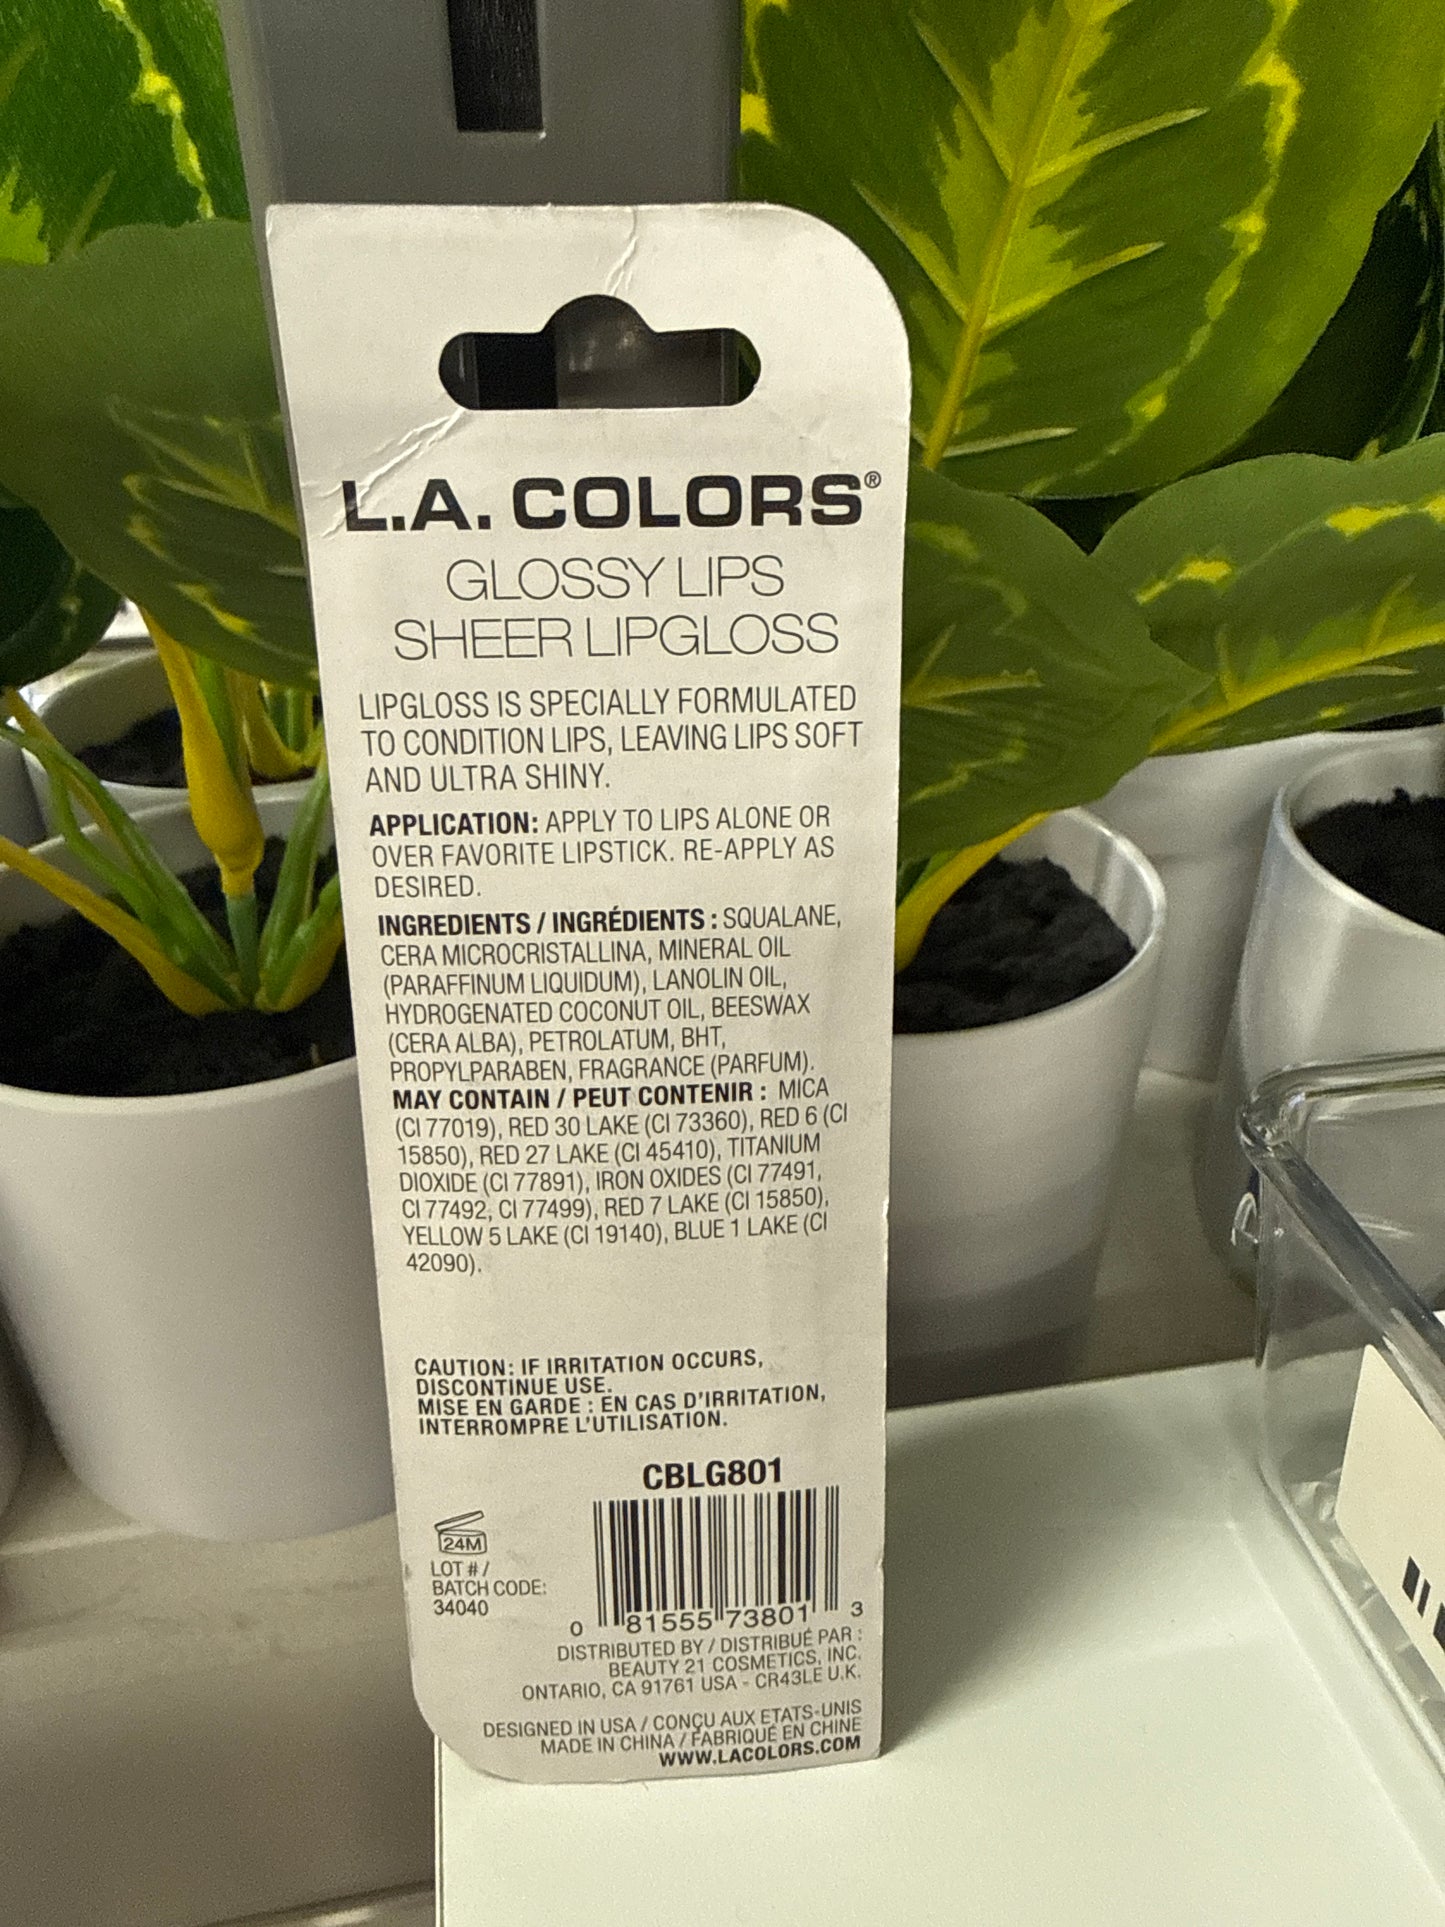 L.A. COLORS®
GLOSSY LIPS
SHEER LIPGLOSS
LIPGLOSS IS SPECIALLY FORMULATED
TO CONDITION LIPS, LEAVING LIPS SOFT
AND ULTRA SHINY.
APPLICATION: APPLY TO LIPS ALONE OR
OVER FAVORITE LIPSTICK. RE-APPLY AS
DESIRED.
INGREDIENTS / INGRÉDIENTS : SQUALANE,
CERA MICROCRISTALLINA, MINERAL OIL
(PARAFFINUM LIQUIDUM), LANOLIN OIL,
HYDROGENATED COCONUT OIL, BEESWAX
(CERA ALBA), PETROLATUM, BHT,
PROPYLPARABEN, FRAGRANCE (PARFUM).
MAY CONTAIN / PEUT CONTENIR : MICA
(CI 77019), RED 30 LAKE (CI 73360), RED 6 (CI
15850), RED 27 LAKE (CI 45410), TITANIUM
DIOXIDE (CI 77891), IRON OXIDES (CI 77491,
CI 77492, CI 77499), RED 7 LAKE (CI 15850),
YELLOW 5 LAKE (CI 19140), BLUE 1 LAKE (CI
42090).
CAUTION: IF IRRITATION OCCURS,
DISCONTINUE USE.
MISE EN GARDE : EN CAS D'IRRITATION,
INTERROMPRE L'UTILISATION.
CBLG801
24M
LOT # /
BATCH CODE:
34040
0 81555 73801 3
DISTRIBUTED BY / DISTRIBUÉ PAR :
BEAUTY 21 COSMETICS, INC.
ONTARIO, CA 91761 USA - CR43LE U.K.
DESIGNED IN USA / CONÇU AUX ETATS-UNIS
MADE IN CHINA / FABRIQUÉ EN CHINE
WWW.LACOLORS.COM